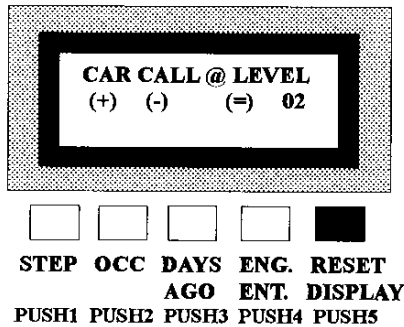 CAR CALL @ LEVEL
(+) (-) (=) 02
STEP OCC DAYS ENG. RESET
AGO ENT. DISPLAY
PUSH1 PUSH2 PUSH3 PUSH4 PUSH5